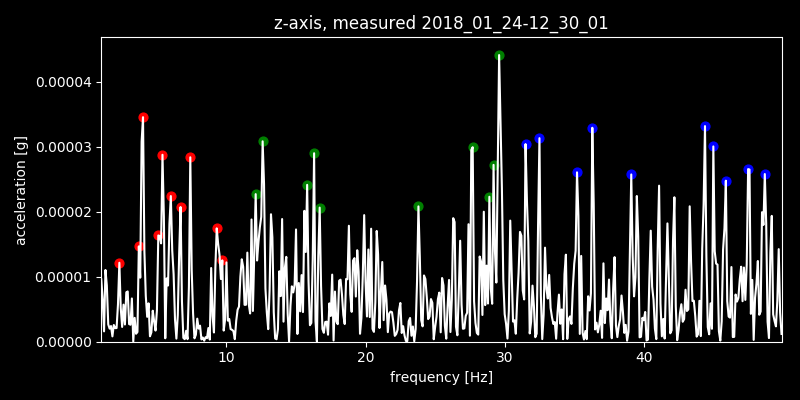 z-axis, measured 2018_01_24-12_30_01
0.00004
0.00003
0.00002
0.00001
0.00000
acceleration [g]
10 20 30 40
frequency [Hz]